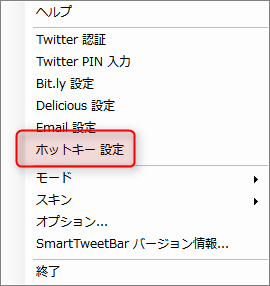 ヘルプ
Twitter 認証
Twitter PIN 入力
Bit.ly 設定
Delicious 設定
Email 設定
ホットキー 設定
モード
スキン
オプション...
SmartTweetBar バージョン情報...
終了